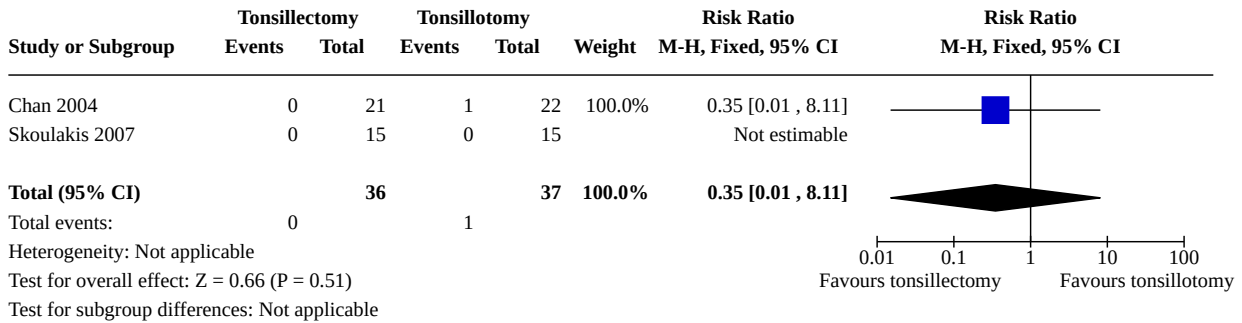 Tonsillectomy Tonsillotomy Risk Ratio Risk Ratio
Study or Subgroup Events Total Events Total Weight M-H, Fixed, 95% CI M-H, Fixed, 95% CI
Chan 2004 0 21 1 22 100.0% 0.35 [0.01 , 8.11]
Skoulakis 2007 0 15 0 15 Not estimable
Total (95% CI) 36 37 100.0% 0.35 [0.01 , 8.11]
Total events: 0 1
Heterogeneity: Not applicable
0.01 0.1 1 10 100
Test for overall effect: Z = 0.66 (P = 0.51)
Favours tonsillectomy Favours tonsillotomy
Test for subgroup differences: Not applicable